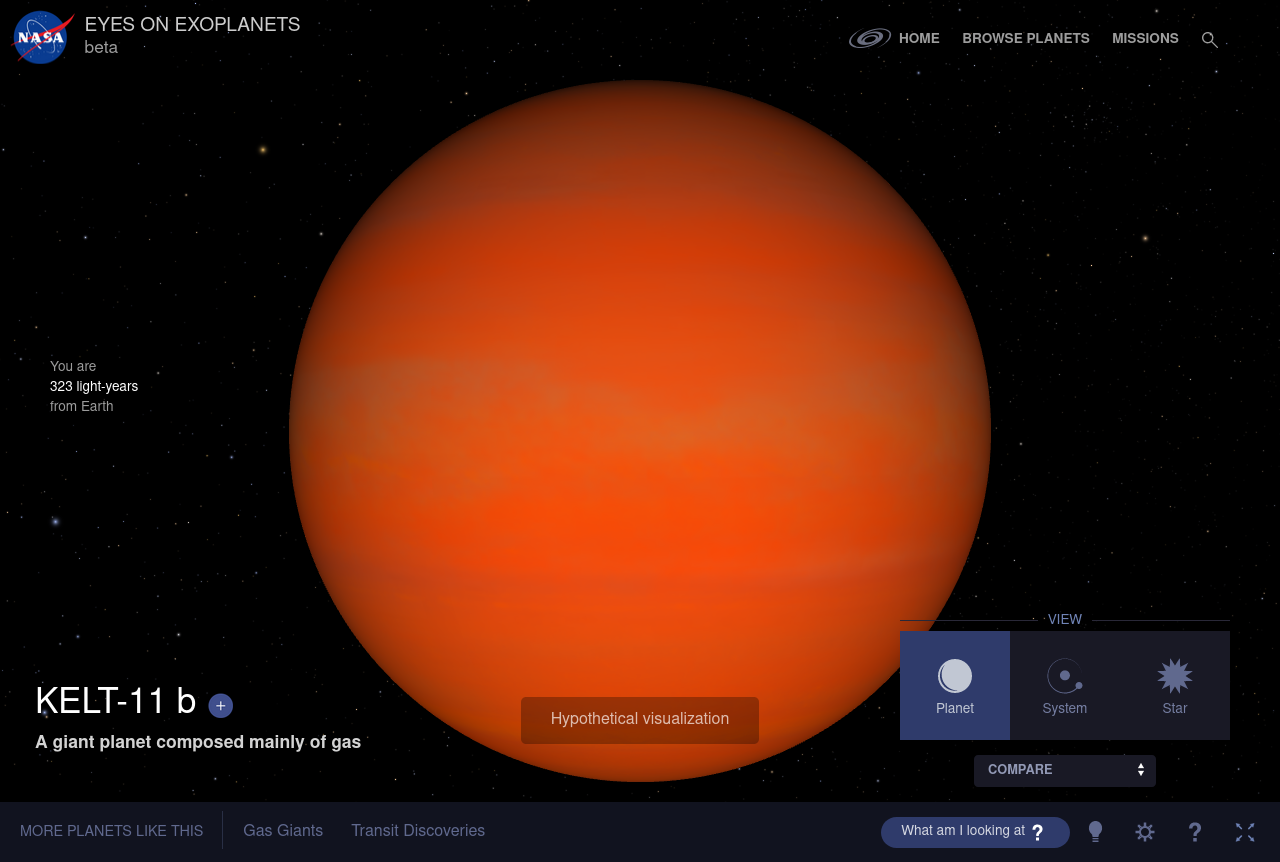 NASA
EYES ON EXOPLANETS
beta
HOME
BROWSE PLANETS
MISSIONS
You are
323 light-years
from Earth
VIEW
Planet
System
Star
KELT-11 b +
A giant planet composed mainly of gas
Hypothetical visualization
COMPARE
MORE PLANETS LIKE THIS
Gas Giants
Transit Discoveries
What am I looking at ?
?